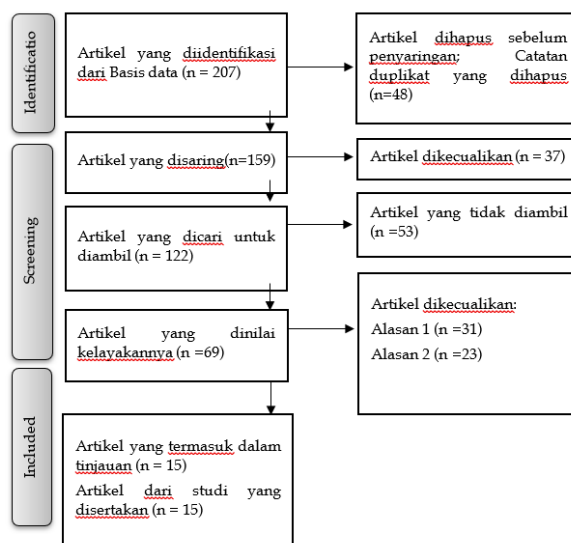 Identificatio
Artikel yang diidentifikasi
dari Basis data (n = 207)
Artikel dihapus sebelum
penyaringan; Catatan
duplikat yang dihapus
(n=48)
Screening
Artikel yang disaring(n=159)
Artikel dikecualikan (n = 37)
Artikel yang dicari untuk
diambil (n = 122)
Artikel yang tidak diambil
(n =53)
Artikel yang dinilai
kelayakannya (n =69)
Artikel dikecualikan:
Alasan 1 (n =31)
Alasan 2 (n =23)
Included
Artikel yang termasuk dalam
tinjauan (n = 15)
Artikel dari studi yang
disertakan (n = 15)